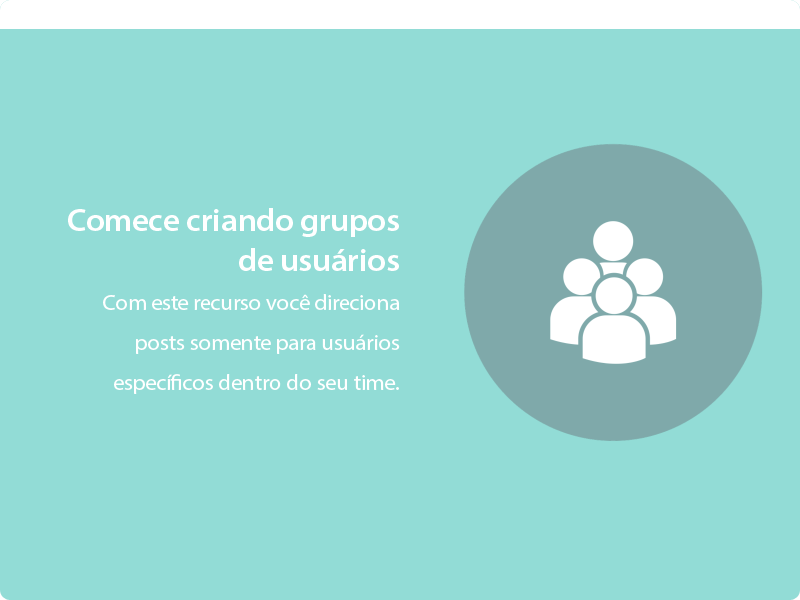 Comece criando grupos
de usuários
Com este recurso você direciona
posts somente para usuários
específicos dentro do seu time.